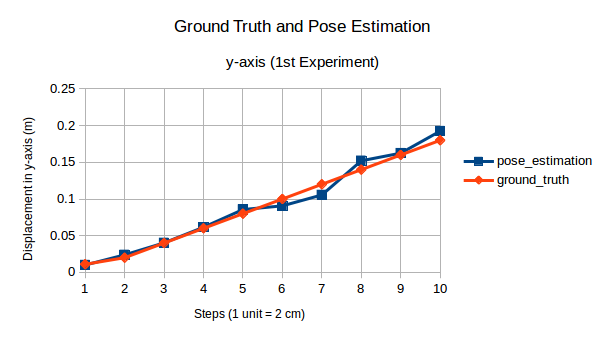 Ground Truth and Pose Estimation
y-axis (1st Experiment)
Displacement in y-axis (m)
0.25
0.2
0.15
0.1
0.05
0
1 2 3 4 5 6 7 8 9 10
Steps (1 unit = 2 cm)
pose_estimation
ground_truth